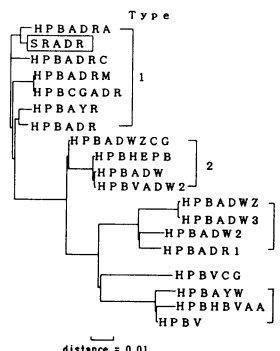 Type
HPBADRA
SRADR
HPBADRC
HPBADRM
1
HPBCGADR
HPBAYR
HPBADR
HPBADWZCG
HPBHEPB
2
HPBADW
HPBVADW2
HPBADWZ
HPBADW3
HPBADW2
HPBADR1
HPBVCG
HPBAYW
HPBHBVAA
HPBV
distance = 0.01